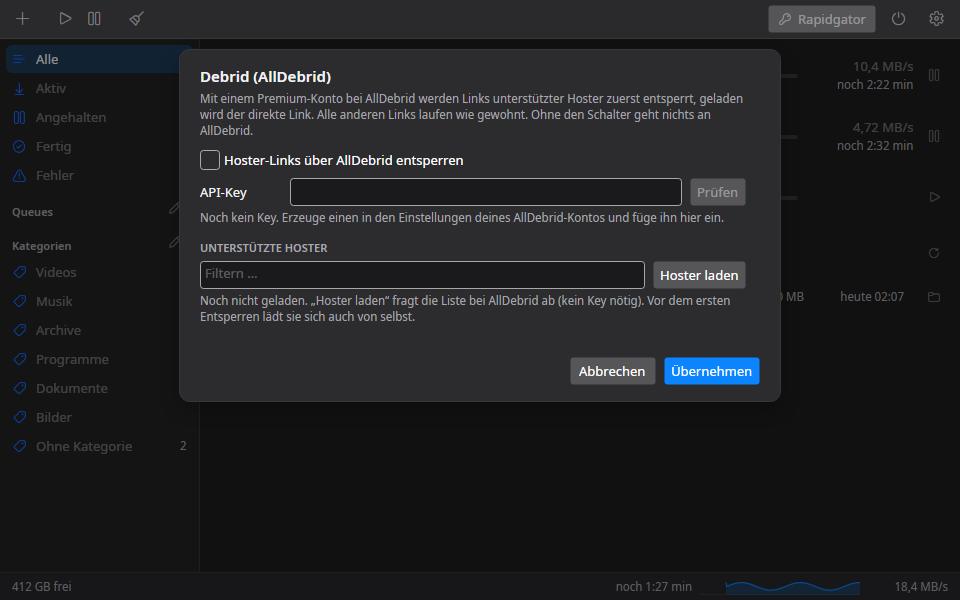 Rapidgator
Alle
Aktiv
Angehalten
Fertig
Fehler
Queues
Kategorien
Videos
Musik
Archive
Programme
Dokumente
Bilder
Ohne Kategorie 2
Debrid (AllDebrid)
Mit einem Premium-Konto bei AllDebrid werden Links unterstützter Hoster zuerst entsperrt, geladen
wird der direkte Link. Alle anderen Links laufen wie gewohnt. Ohne den Schalter geht nichts an
AllDebrid.
Hoster-Links über AllDebrid entsperren
API-Key Prüfen
Noch kein Key. Erzeuge einen in den Einstellungen deines AllDebrid-Kontos und füge ihn hier ein.
UNTERSTÜTZTE HOSTER
Filtern ... Hoster laden
Noch nicht geladen. „Hoster laden“ fragt die Liste bei AllDebrid ab (kein Key nötig). Vor dem ersten
Entsperren lädt sie sich auch von selbst.
Abbrechen Übernehmen
10,4 MB/s
noch 2:22 min
4,72 MB/s
noch 2:32 min
MB heute 02:07
412 GB frei noch 1:27 min 18,4 MB/s